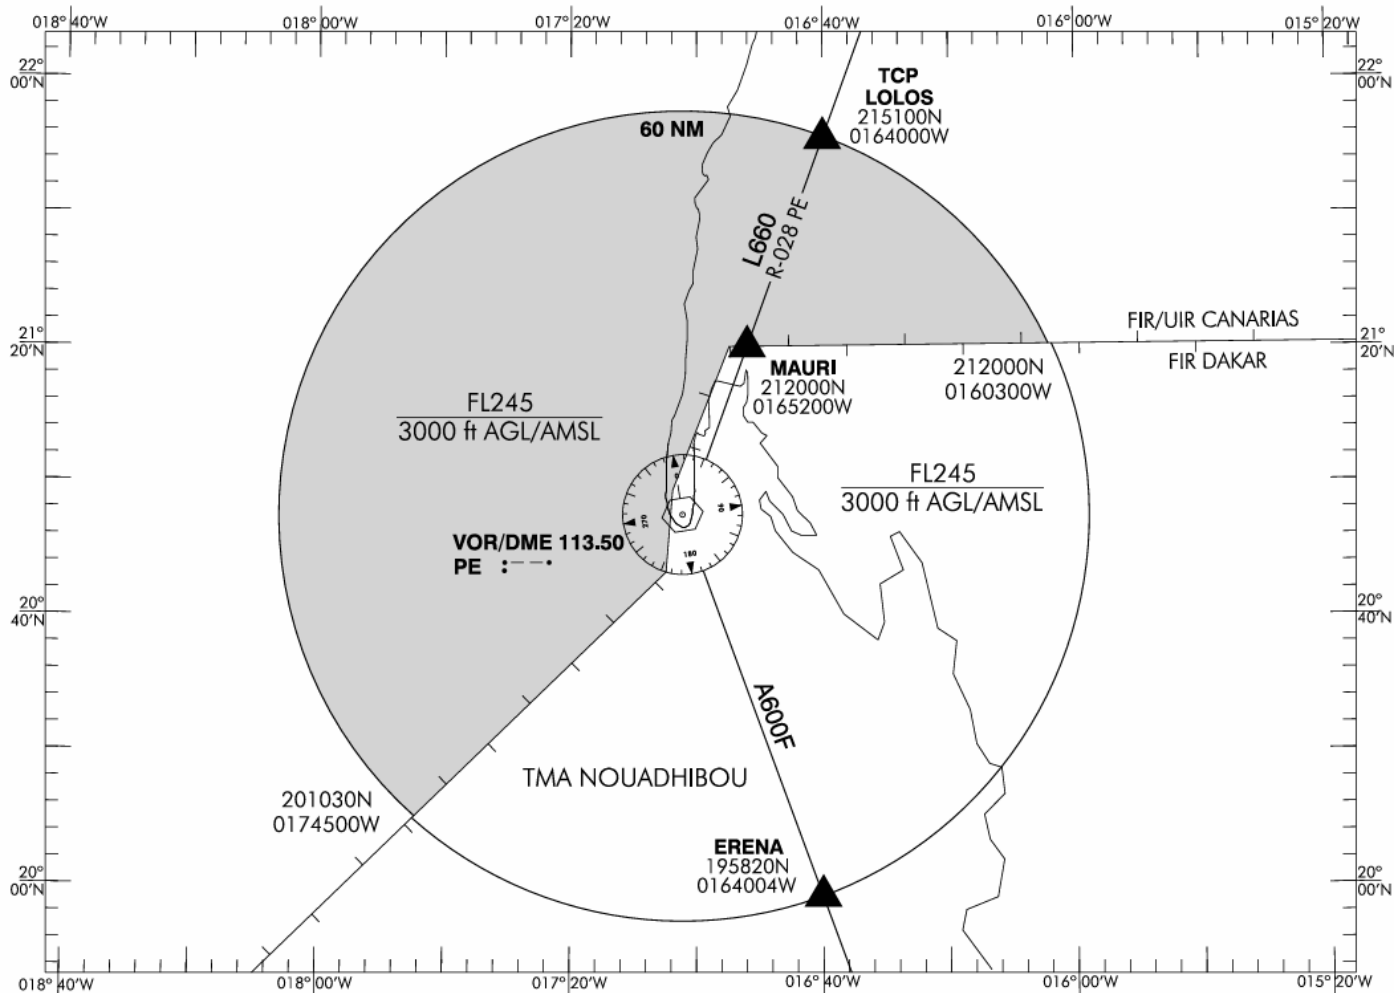 018°40'W 018°00'W 017°20'W 016°40'W 016°00'W 015°20'W
22°
00'N
22°
00'N
TCP
LOLOS
215100N
0164000W
60 NM
L660
R-028 PE
21°
20'N
FIR/UIR CANARIAS
21°
20'N
FIR DAKAR
MAURI
212000N
0165200W
212000N
0160300W
FL245
3000 ft AGL/AMSL
FL245
3000 ft AGL/AMSL
0
90
180
270
VOR/DME 113.50
PE
20°
40'N
20°
40'N
A600F
TMA NOUADHIBOU
201030N
0174500W
ERENA
195820N
0164004W
20°
00'N
20°
00'N
018°40'W 018°00'W 017°20'W 016°40'W 016°00'W 015°20'W